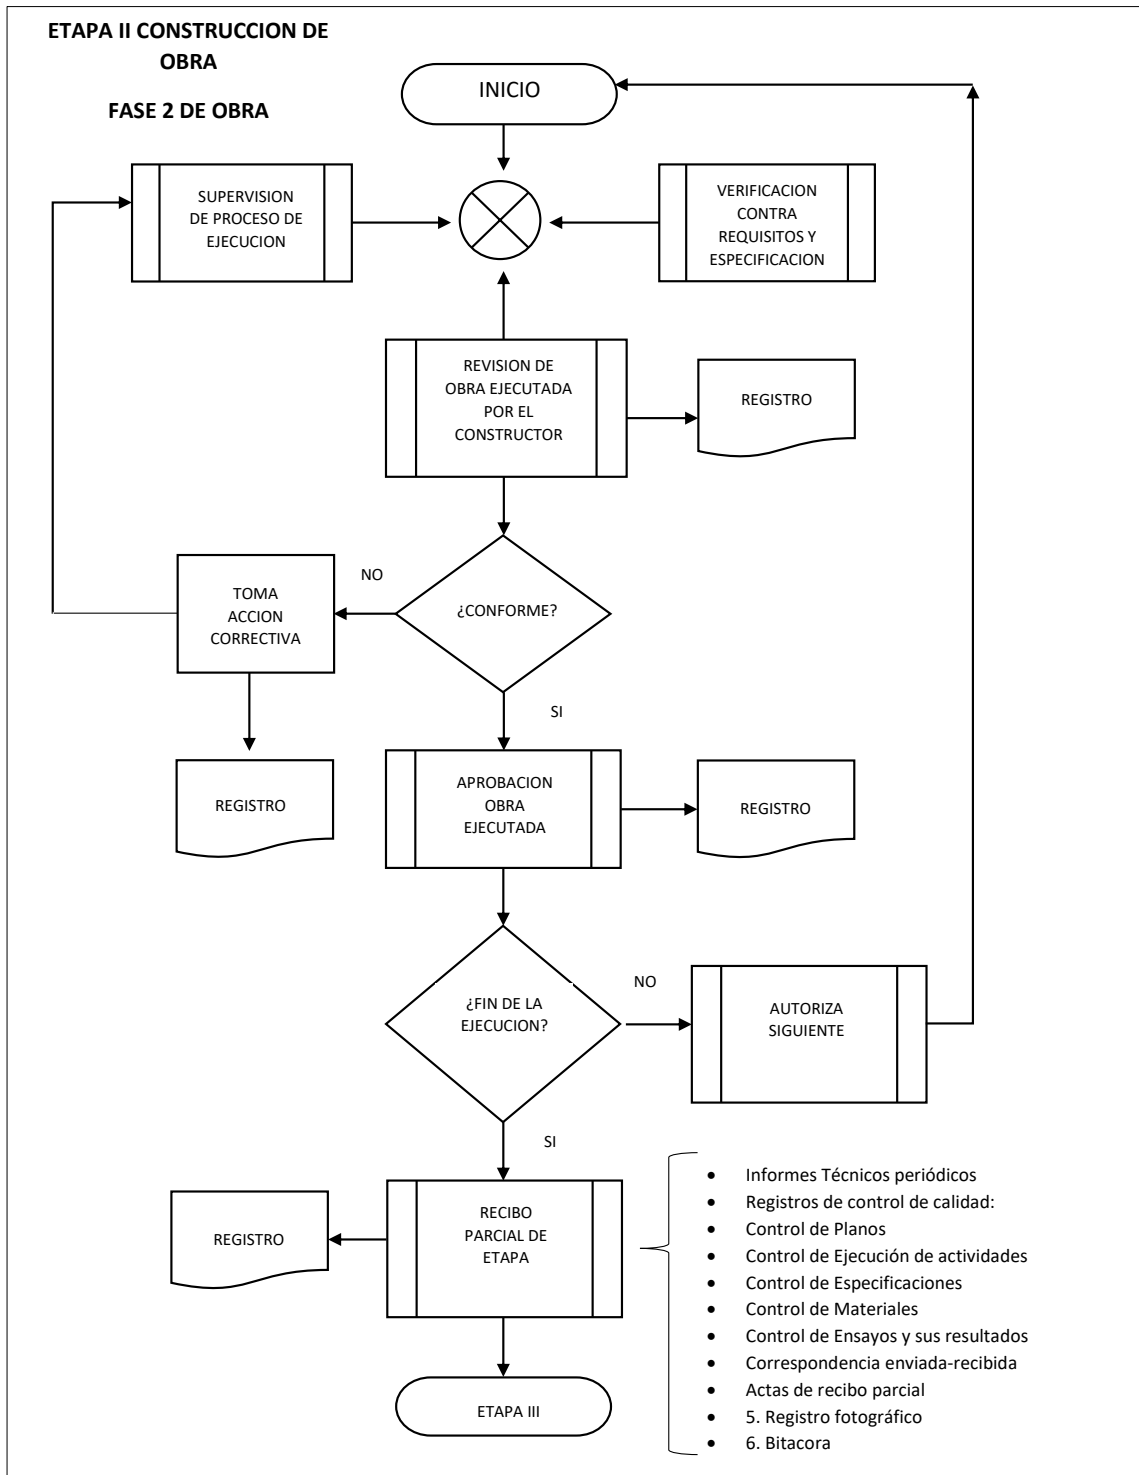 ETAPA II CONSTRUCCION DE
OBRA
FASE 2 DE OBRA
INICIO
SUPERVISION
DE PROCESO DE
EJECUCION
VERIFICACION
CONTRA
REQUISITOS Y
ESPECIFICACION
REVISION DE
OBRA EJECUTADA
POR EL
CONSTRUCTOR
REGISTRO
NO
TOMA
ACCION
CORRECTIVA
¿CONFORME?
SI
REGISTRO
APROBACION
OBRA
EJECUTADA
REGISTRO
¿FIN DE LA
EJECUCION?
NO
AUTORIZA
SIGUIENTE
SI
REGISTRO
RECIBO
PARCIAL DE
ETAPA
• Informes Técnicos periódicos
• Registros de control de calidad:
• Control de Planos
• Control de Ejecución de actividades
• Control de Especificaciones
• Control de Materiales
• Control de Ensayos y sus resultados
• Correspondencia enviada-recibida
• Actas de recibo parcial
• 5. Registro fotográfico
• 6. Bitacora
ETAPA III